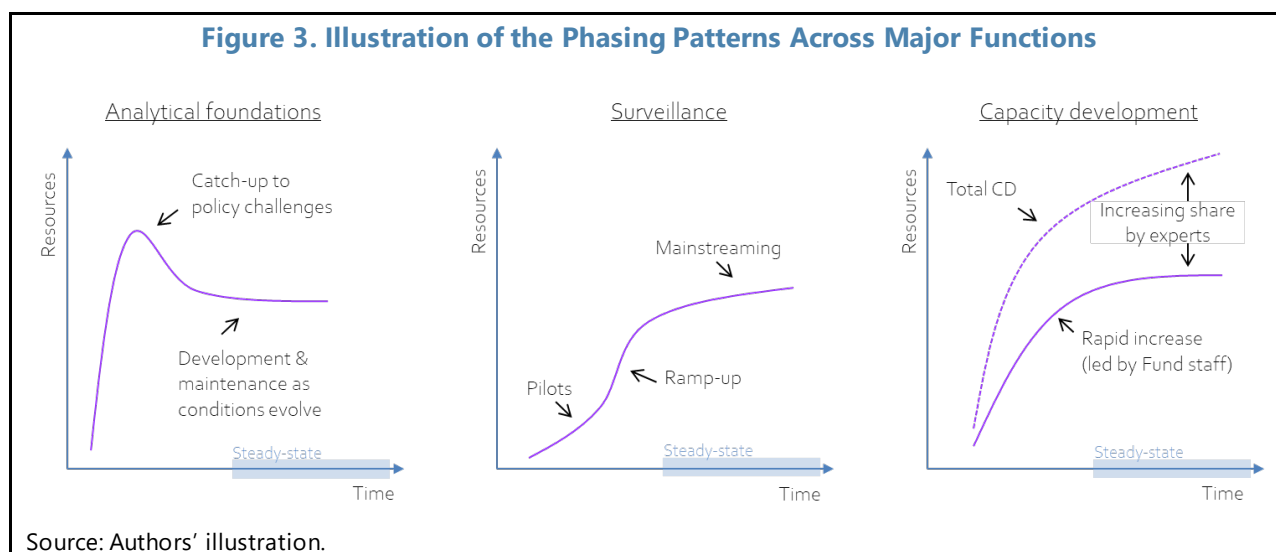 Figure 3. Illustration of the Phasing Patterns Across Major Functions
Analytical foundations
Resources
Catch-up to
policy challenges
Development &
maintenance as
conditions evolve
Steady-state
Time
Surveillance
Resources
Mainstreaming
Ramp-up
Pilots
Steady-state
Time
Capacity development
Resources
Total CD
Increasing share
by experts
Rapid increase
(led by Fund staff)
Steady-state
Time
Source: Authors’ illustration.